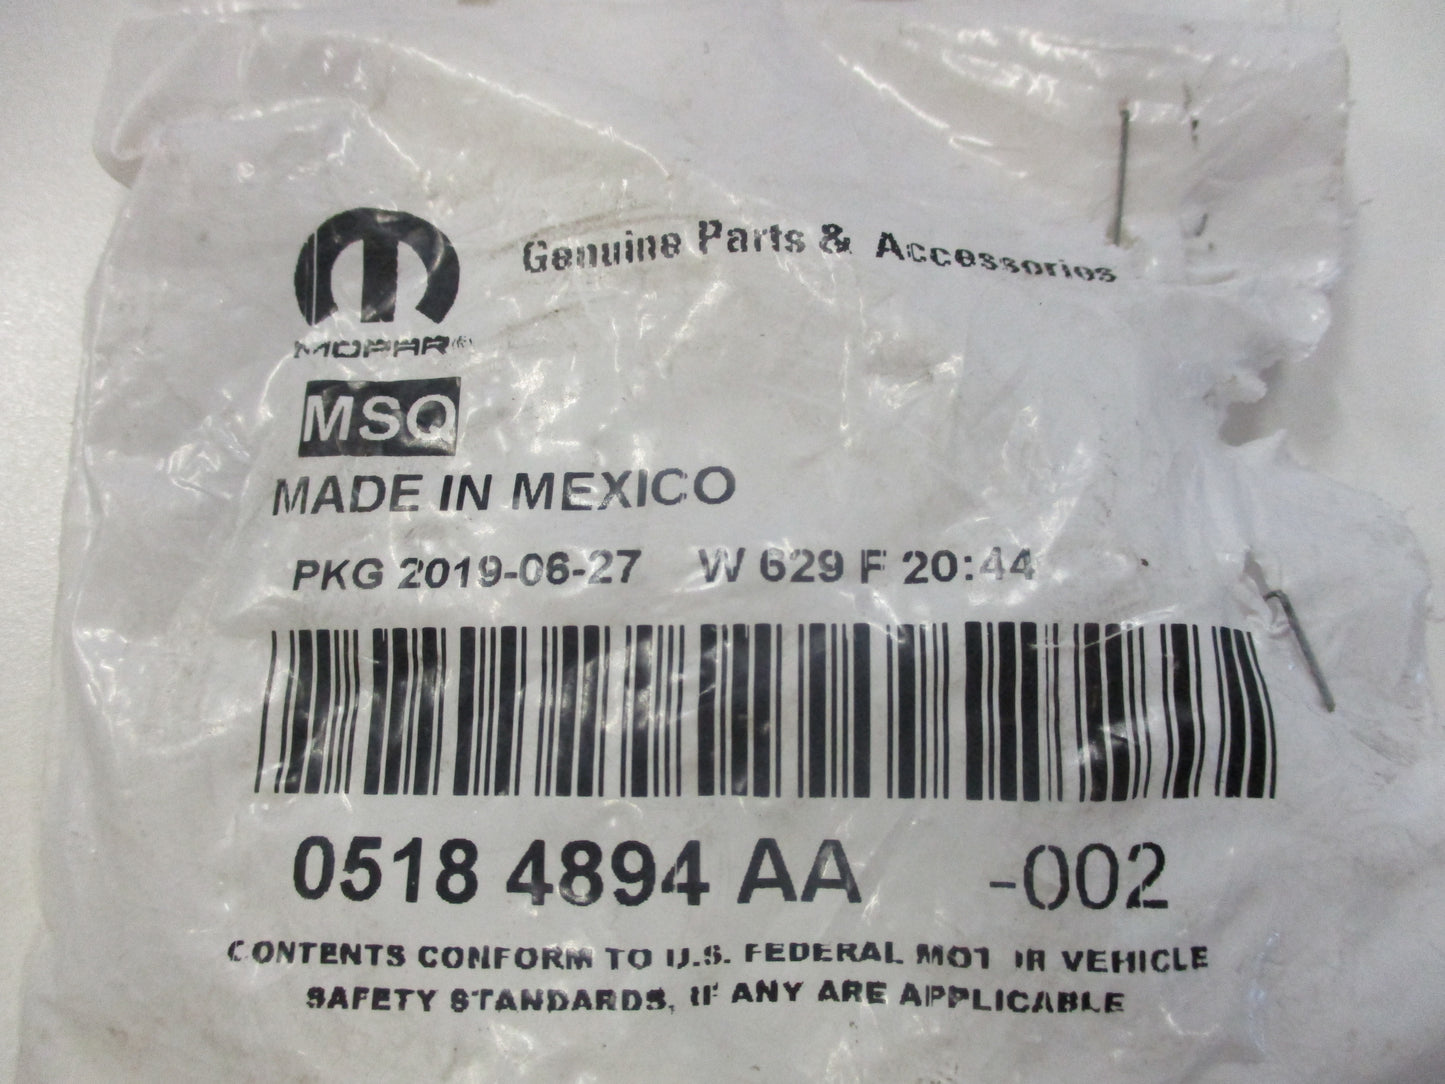 Genuine Parts & Accessories
MOPAR®
MSQ
MADE IN MEXICO
PKG 2019-06-27 W 629 F 20:44
0518 4894 AA -002
CONTENTS CONFORM TO U.S. FEDERAL MOTOR VEHICLE
SAFETY STANDARDS, IF ANY ARE APPLICABLE